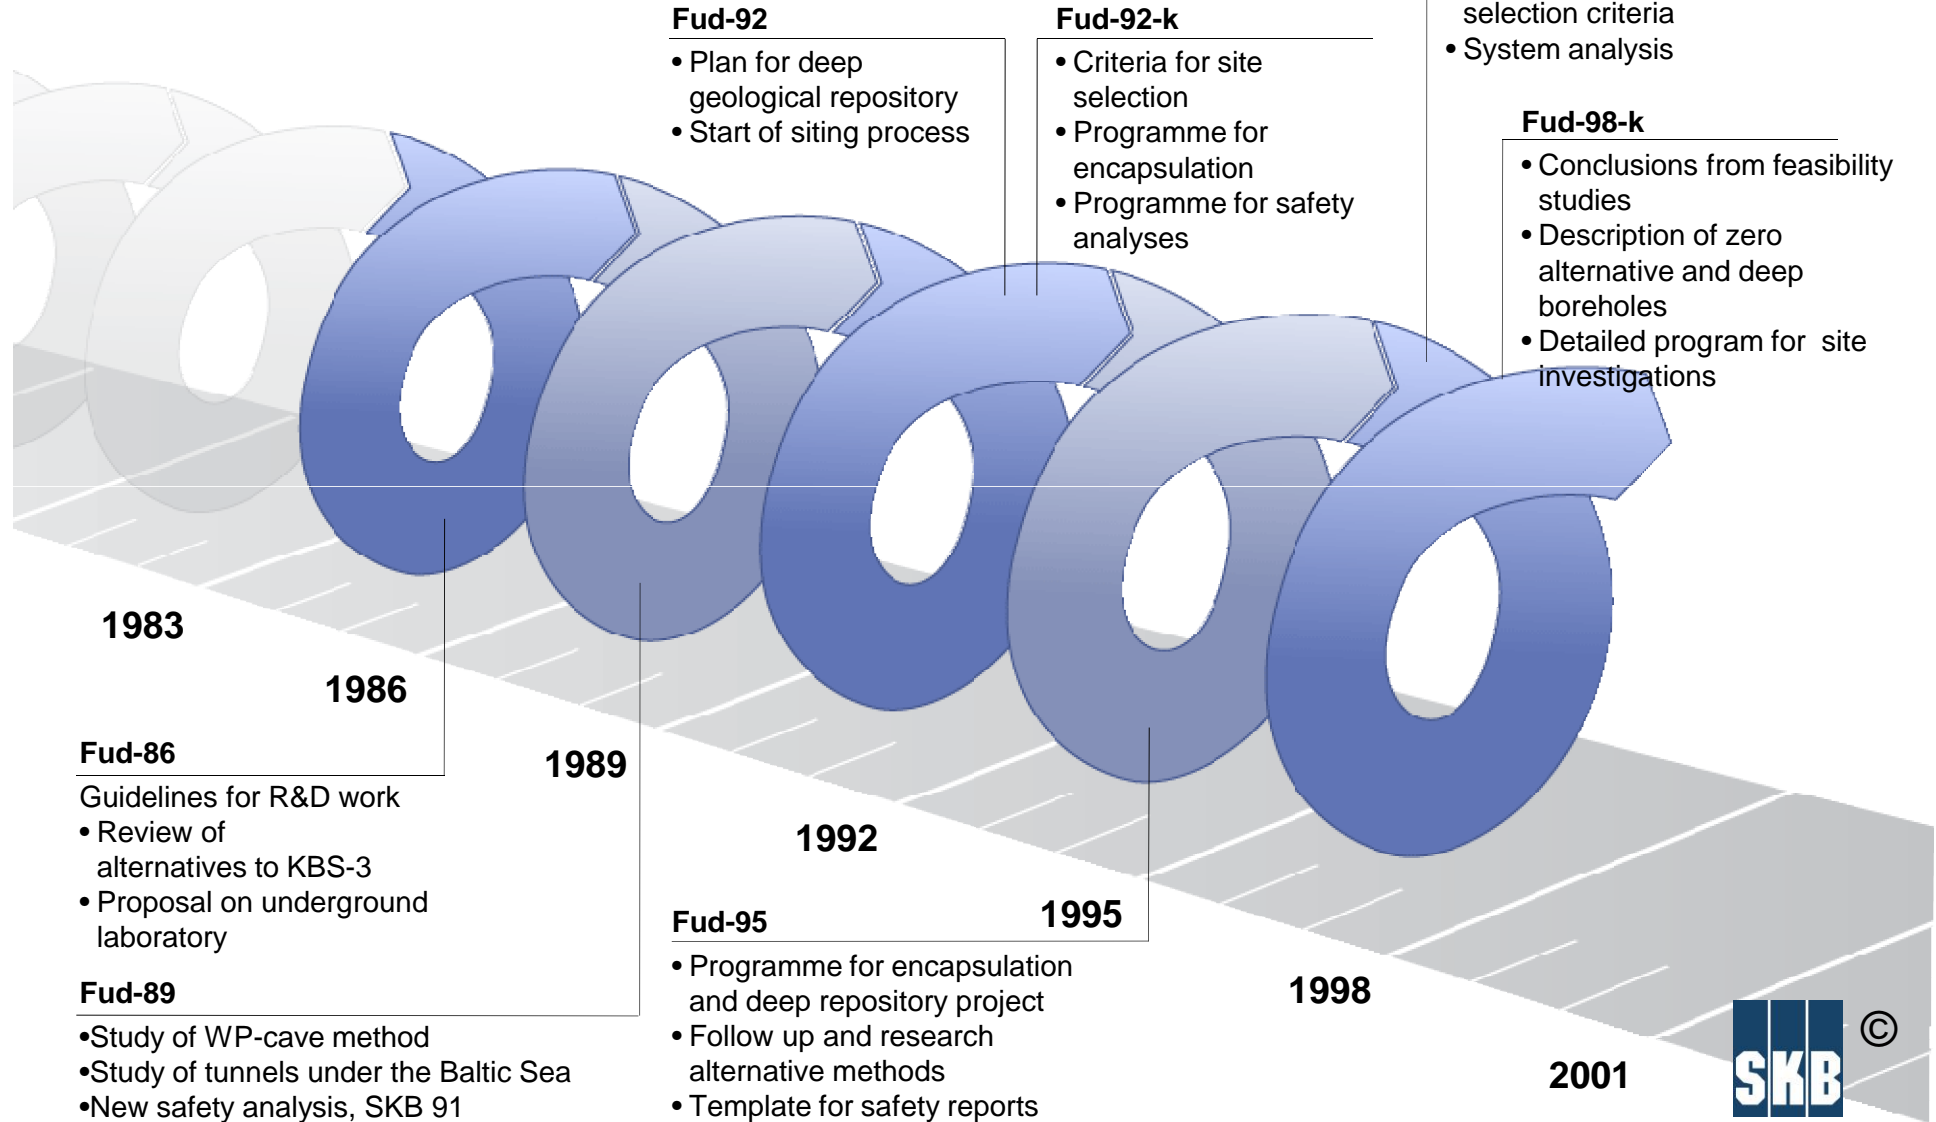 Fud-92
• Plan for deep
geological repository
• Start of siting process
Fud-92-k
• Criteria for site
selection
• Programme for
encapsulation
• Programme for safety
analyses
selection criteria
• System analysis
Fud-98-k
• Conclusions from feasibility
studies
• Description of zero
alternative and deep
boreholes
• Detailed program for site
investigations
1983
1986
1989
1992
1995
1998
2001
Fud-86
Guidelines for R&D work
• Review of
alternatives to KBS-3
• Proposal on underground
laboratory
Fud-89
•Study of WP-cave method
•Study of tunnels under the Baltic Sea
•New safety analysis, SKB 91
Fud-95
• Programme for encapsulation
and deep repository project
• Follow up and research
alternative methods
• Template for safety reports
SKB ©